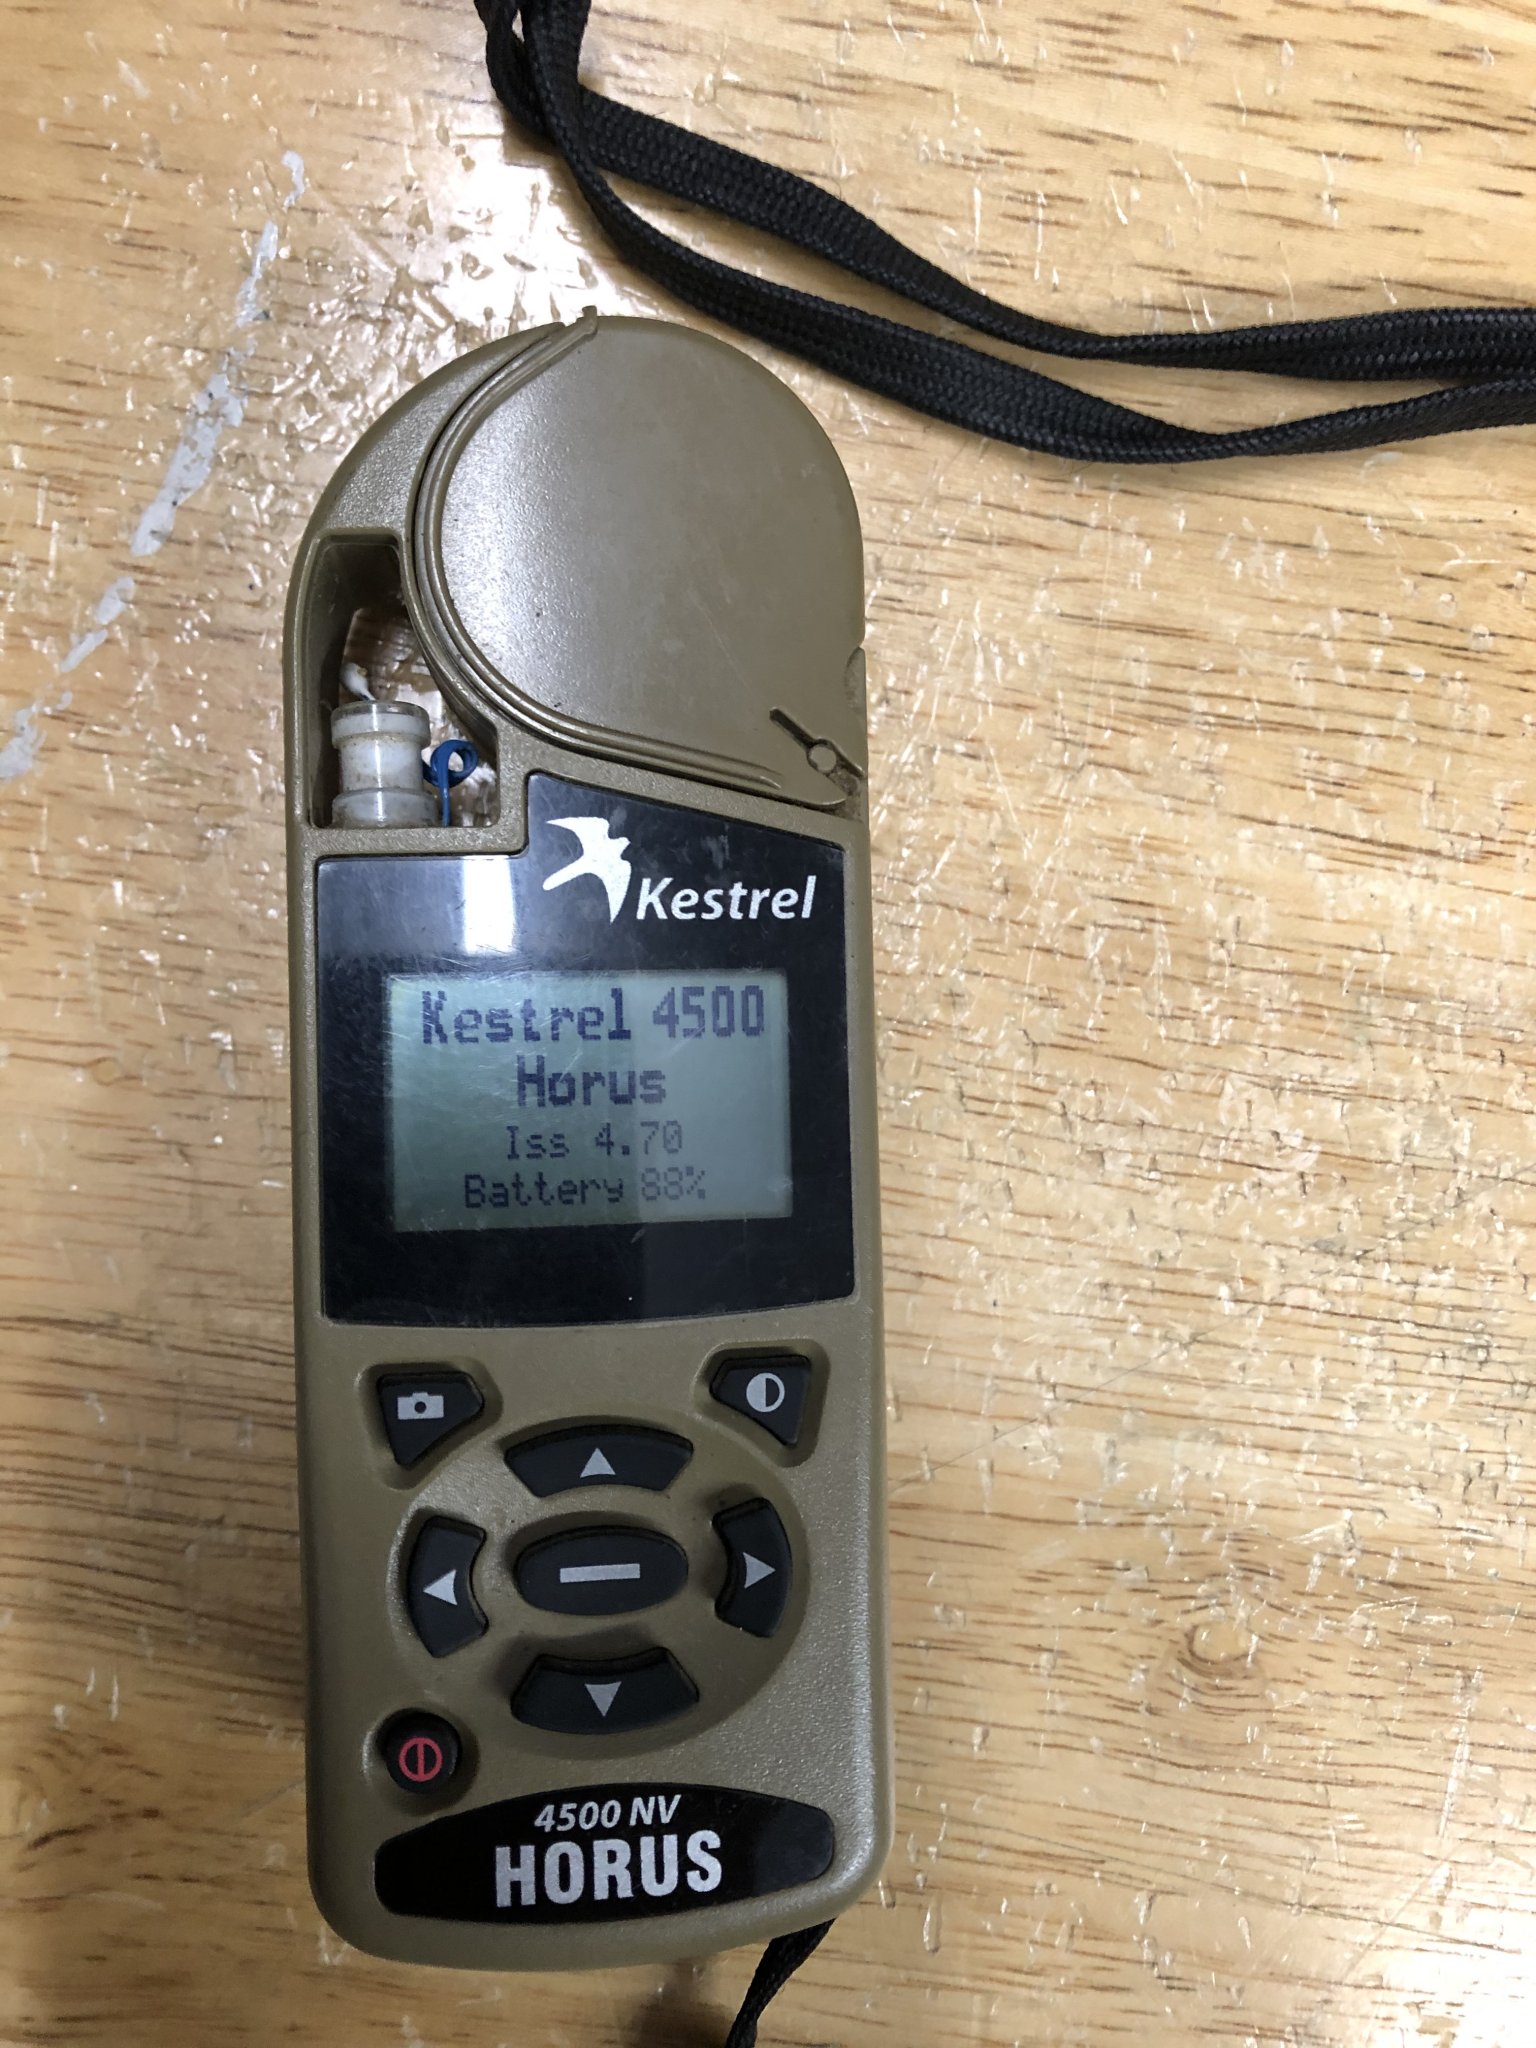 Kestrel
Kestrel 4500
Horus
Iss 4.70
Battery 88%
4500 NV
HORUS